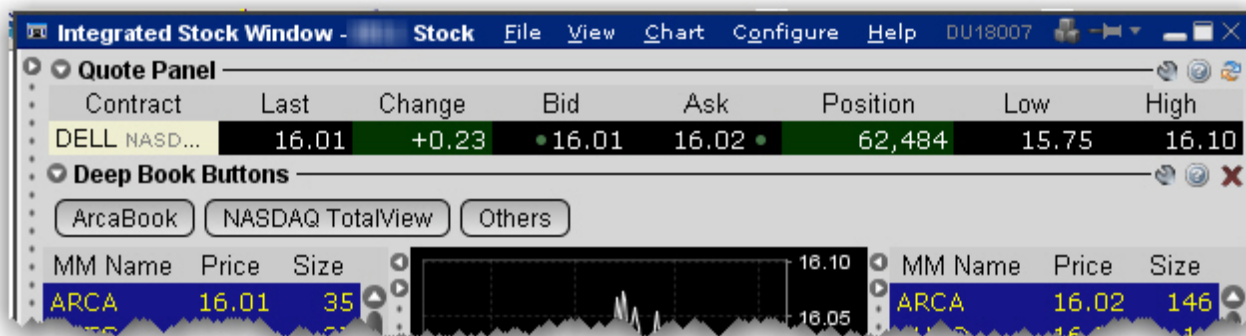 Integrated Stock Window - Stock File View Chart Configure Help DU18007
Quote Panel
Contract Last Change Bid Ask Position Low High
DELL NASD... 16.01 +0.23 16.01 16.02 62,484 15.75 16.10
Deep Book Buttons
ArcaBook NASDAQ TotalView Others
MM Name Price Size 16.10 MM Name Price Size
ARCA 16.01 35 16.05 ARCA 16.02 146